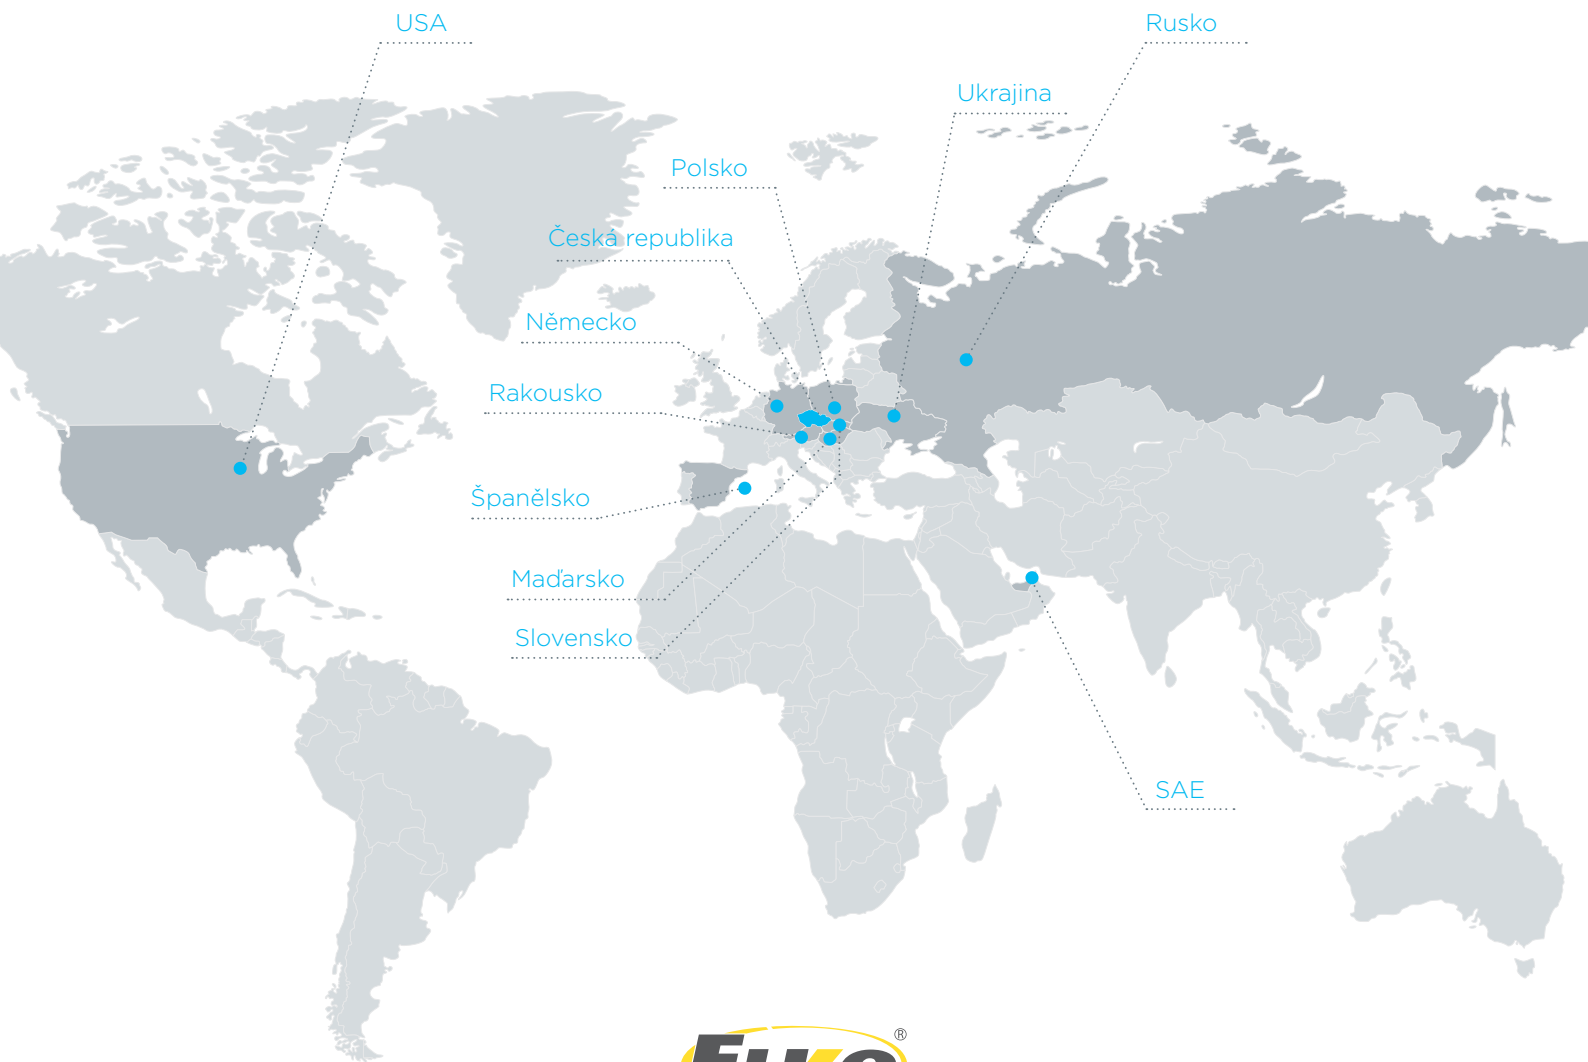 USA
Rusko
Ukrajina
Polsko
Česká republika
Německo
Rakousko
Španělsko
Maďarsko
Slovensko
SAE
®